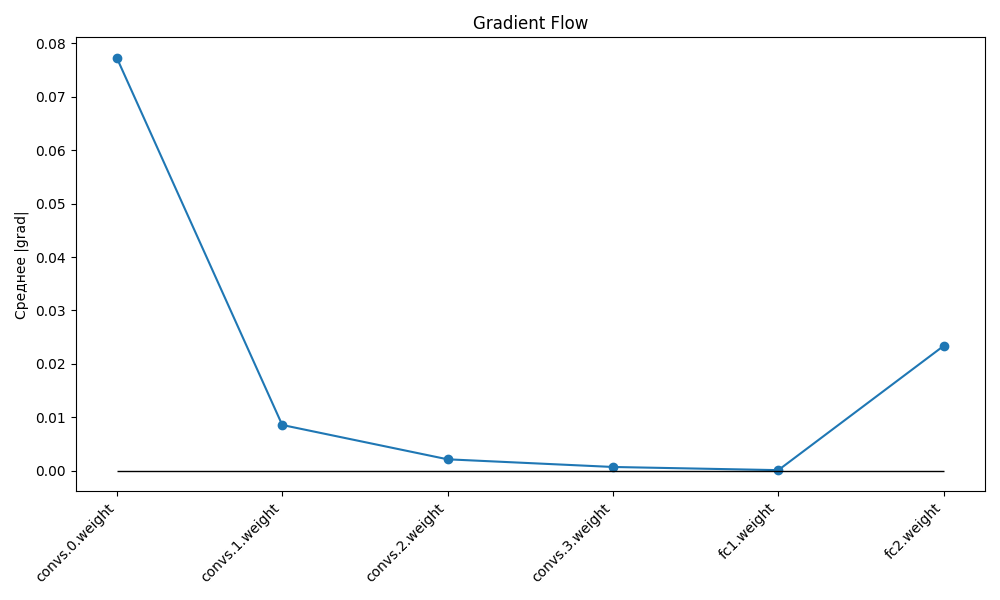 Gradient Flow
Среднее |grad|
0.08
0.07
0.06
0.05
0.04
0.03
0.02
0.01
0.00
convs.0.weight
convs.1.weight
convs.2.weight
convs.3.weight
fc1.weight
fc2.weight